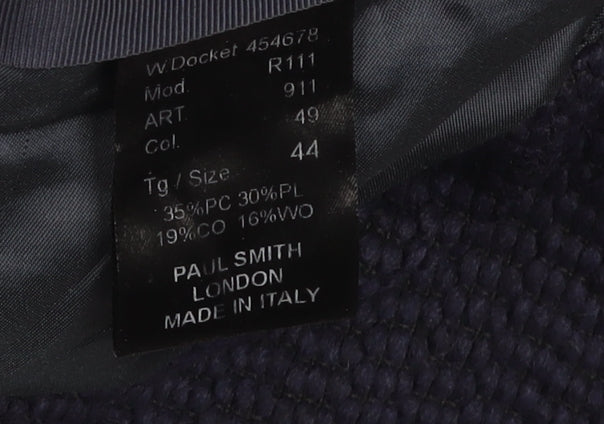 W.Docket 454678
Mod. R111
ART. 911
Col. 49
Tg / Size 44
35%PC 30%PL
19%CO 16%WO
PAUL SMITH
LONDON
MADE IN ITALY